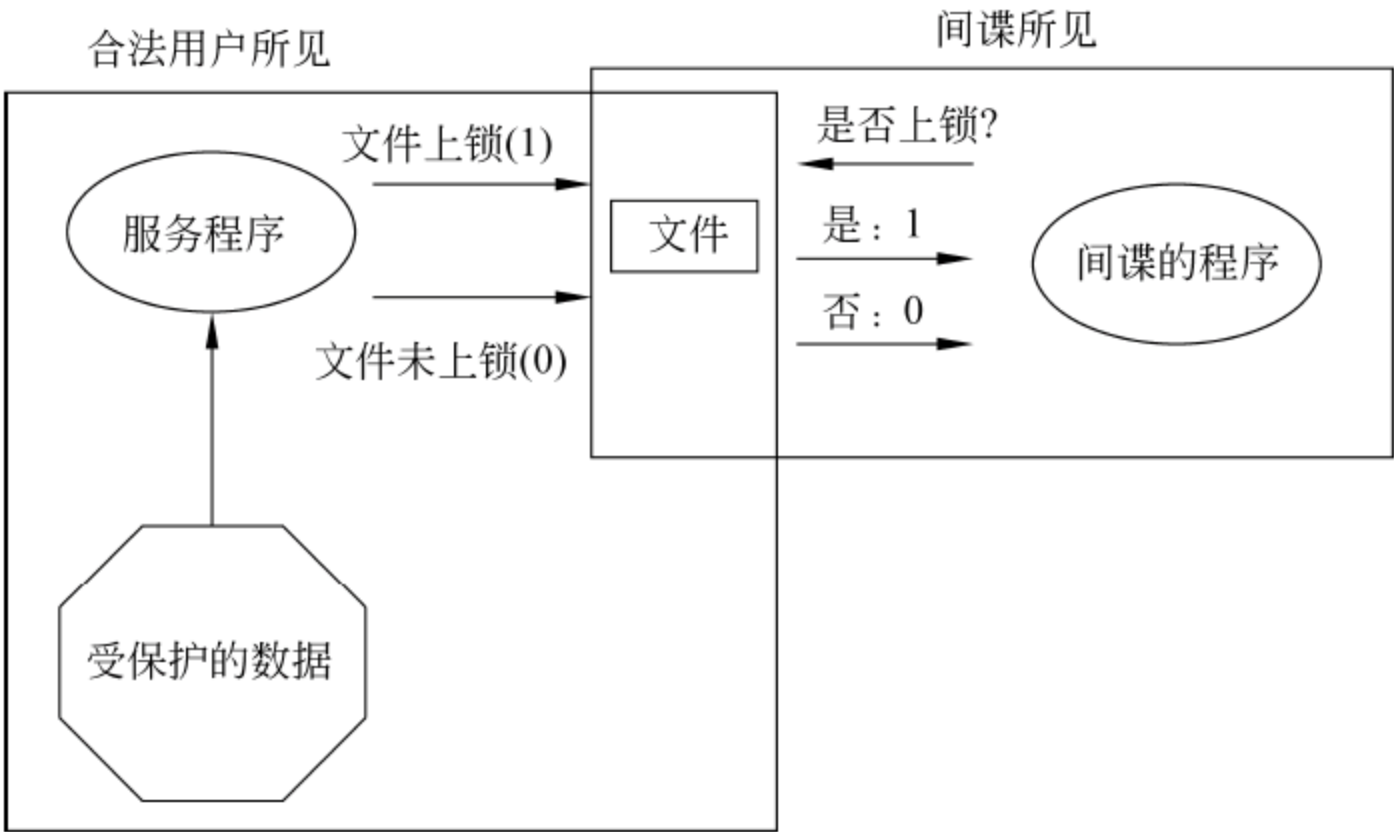 合法用户所见
间谍所见
文件上锁(1)
是否上锁?
服务程序
文件
是：1
间谍的程序
否：0
文件未上锁(0)
受保护的数据